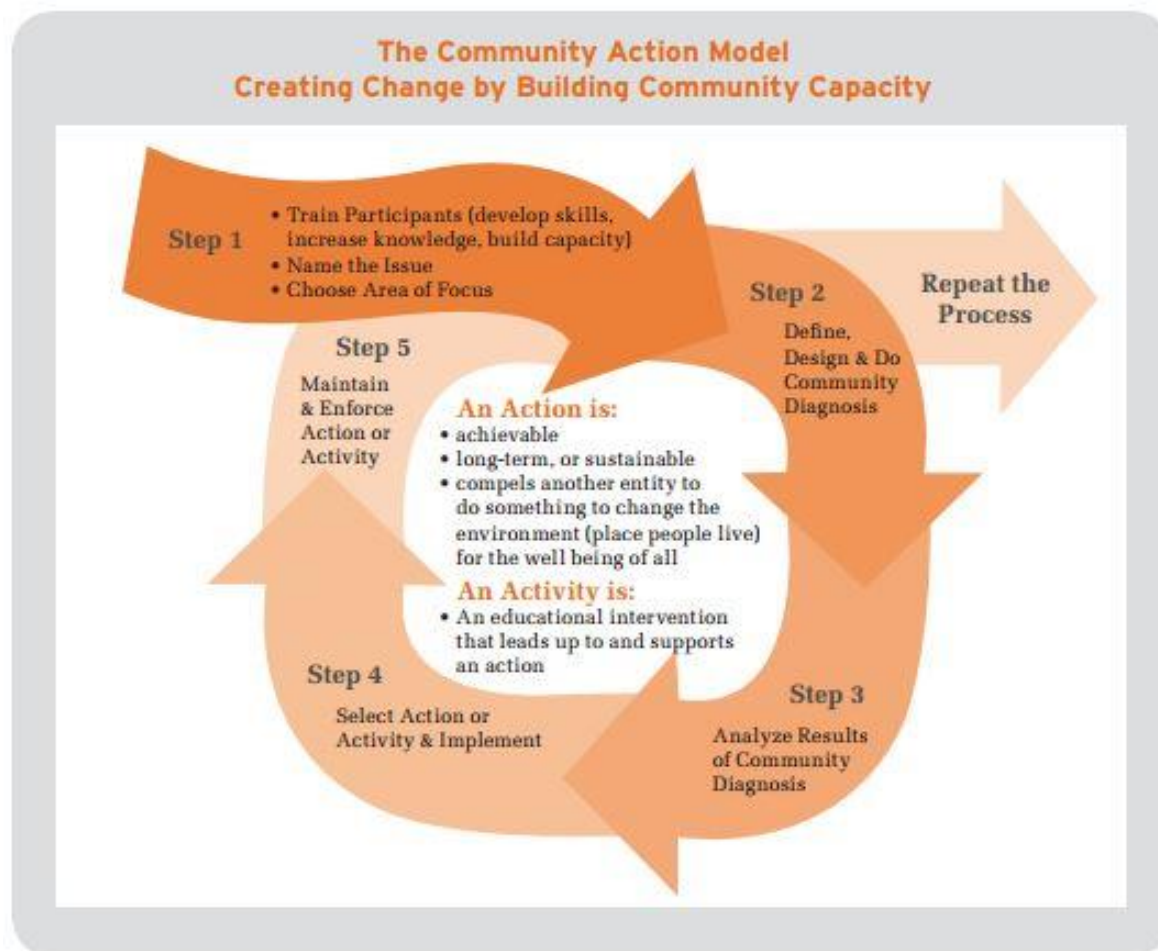 The Community Action Model
Creating Change by Building Community Capacity
Step 1
• Train Participants (develop skills,
increase knowledge, build capacity)
• Name the Issue
• Choose Area of Focus
Step 2
Define,
Design & Do
Community
Diagnosis
Repeat the
Process
Step 5
Maintain
& Enforce
Action or
Activity
An Action is:
• achievable
• long-term, or sustainable
• compels another entity to
do something to change the
environment (place people live)
for the well being of all
An Activity is:
• An educational intervention
that leads up to and supports
an action
Step 4
Select Action or
Activity & Implement
Step 3
Analyze Results
of Community
Diagnosis